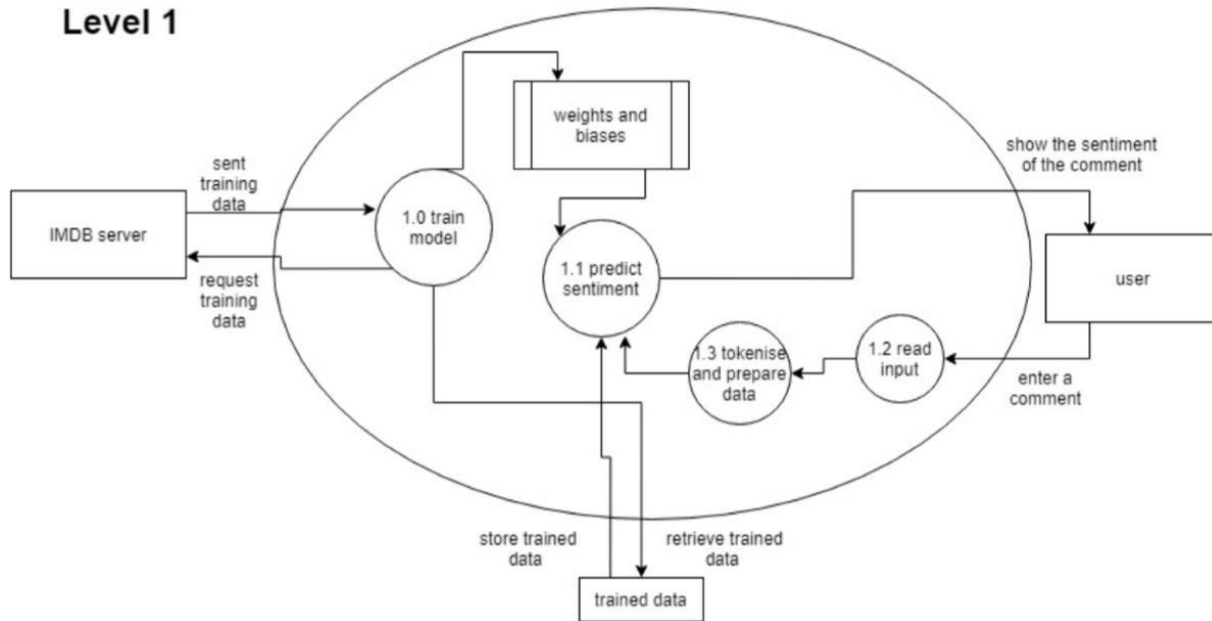 Level 1
weights and
biases
show the sentiment
of the comment
sent
training
data
IMDB server
1.0 train
model
1.1 predict
sentiment
user
request
training
data
1.3 tokenise
and prepare
data
1.2 read
input
enter a
comment
store trained
data
retrieve trained
data
trained data